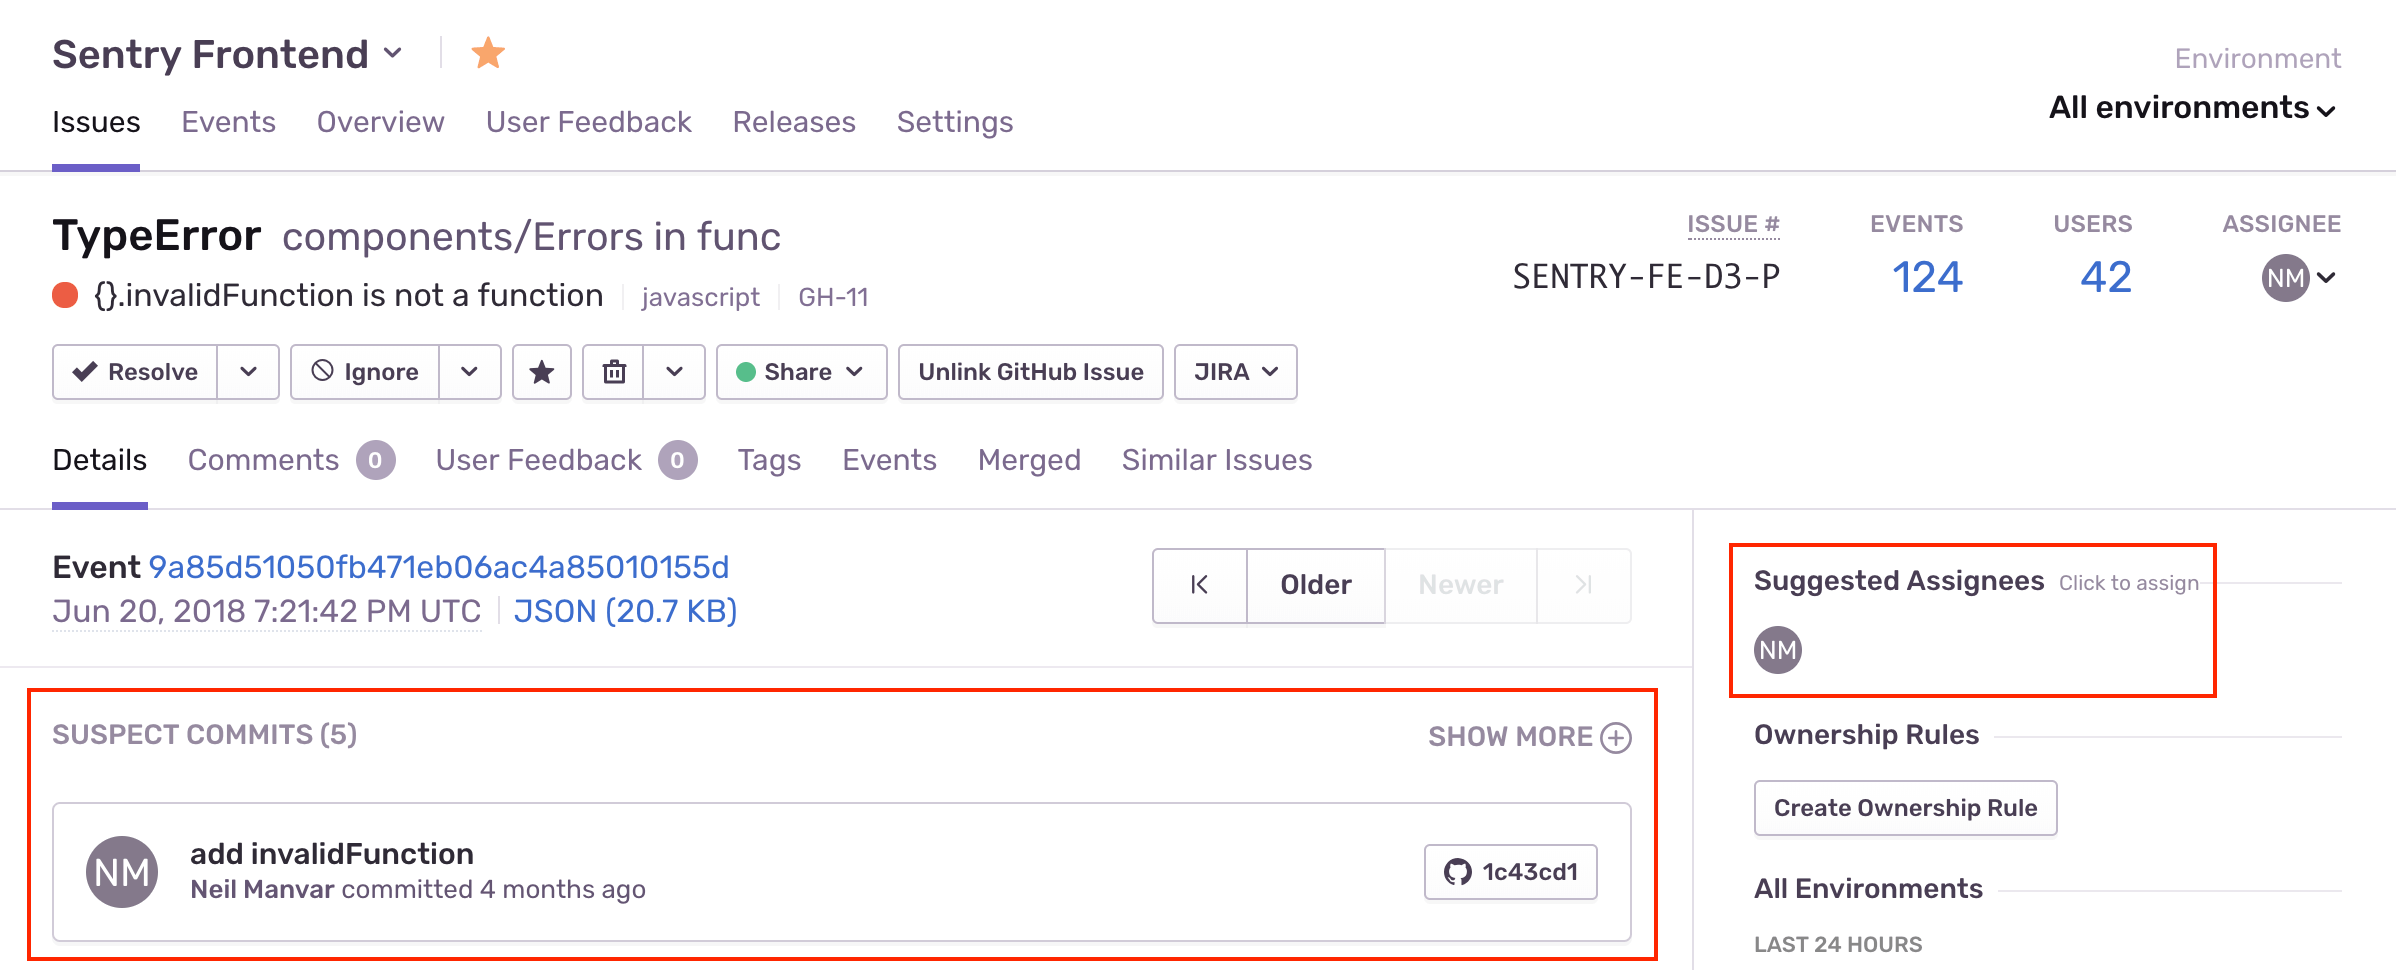 Sentry Frontend
Environment
All environments
Issues Events Overview User Feedback Releases Settings
TypeError components/Errors in func
{}.invalidFunction is not a function javascript GH-11
ISSUE # EVENTS USERS ASSIGNEE
SENTRY-FE-D3-P 124 42 NM
Resolve Ignore Share Unlink GitHub Issue JIRA
Details Comments 0 User Feedback 0 Tags Events Merged Similar Issues
Event 9a85d51050fb471eb06ac4a85010155d
Jun 20, 2018 7:21:42 PM UTC JSON (20.7 KB)
Older Newer
SUSPECT COMMITS (5) SHOW MORE
NM
add invalidFunction
Neil Manvar committed 4 months ago
1c43cd1
Suggested Assignees Click to assign
NM
Ownership Rules
Create Ownership Rule
All Environments
LAST 24 HOURS